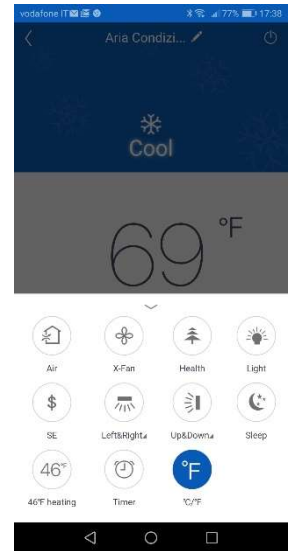 vodafone IT 77% 17:38
Aria Condizi...
Cool
69 °F
Air X-Fan Health Light
$
SE Left&Right Up&Down Sleep
46°F °F
46°F heating Timer °C/°F